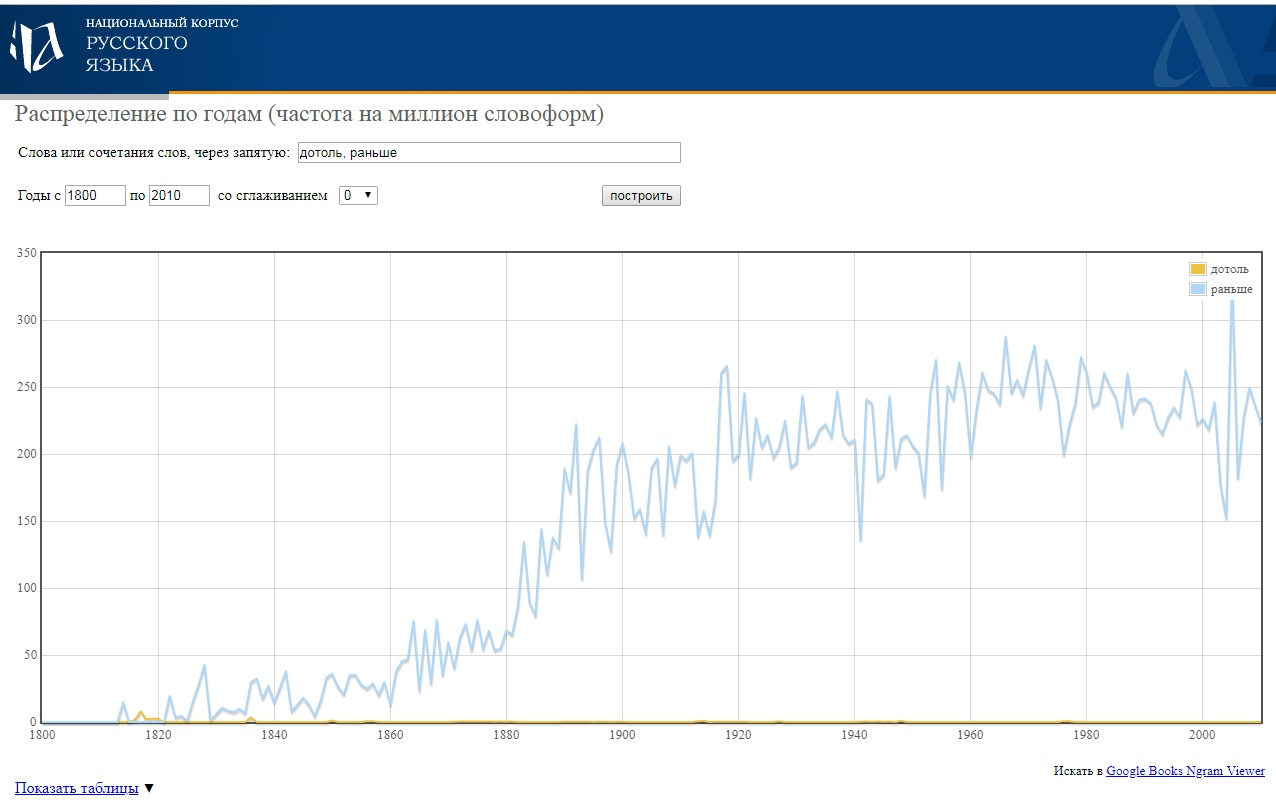 НАЦИОНАЛЬНЫЙ КОРПУС
РУССКОГО
ЯЗЫКА
Распределение по годам (частота на миллион словоформ)
Слова или сочетания слов, через запятую: дотоль, раньше
Годы с 1800 по 2010 со сглаживанием 0 ▼ построить
350
300
250
200
150
100
50
0
дотоль
раньше
1800 1820 1840 1860 1880 1900 1920 1940 1960 1980 2000
Искать в Google Books Ngram Viewer
Показать таблицы ▼